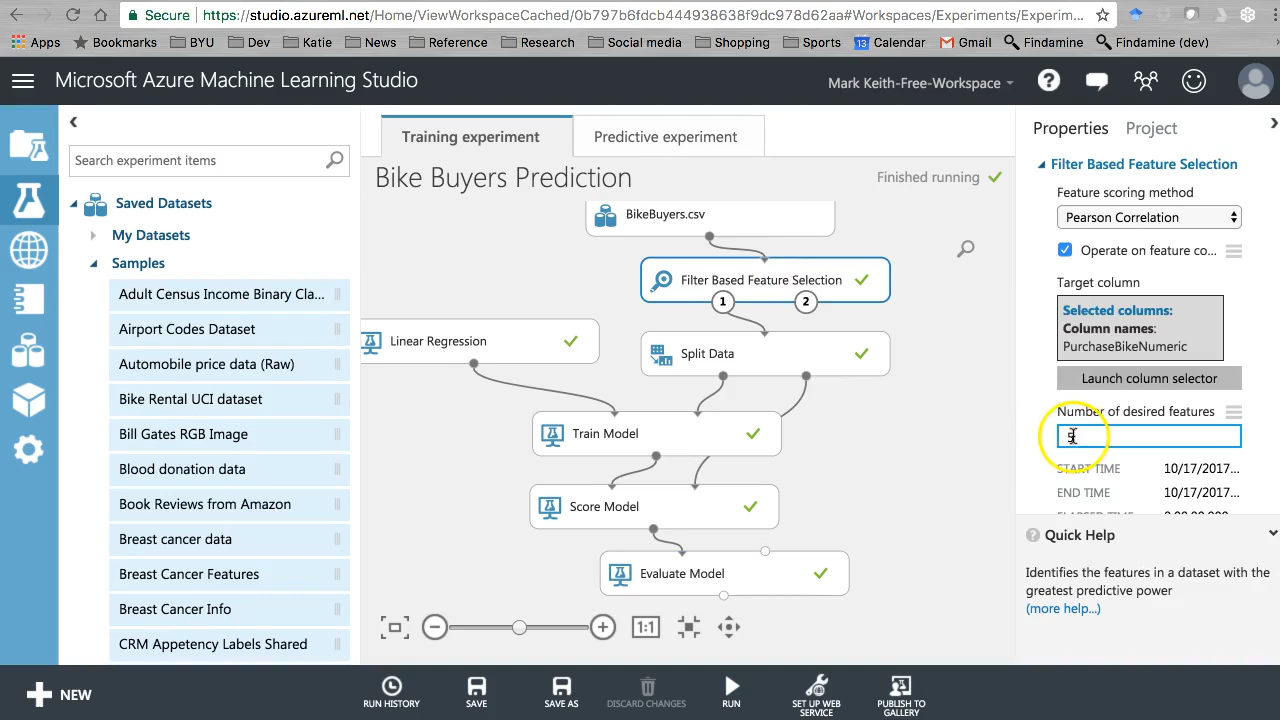 Secure
https://studio.azureml.net/Home/ViewWorkspaceCached/0b797b6fdcb444938638f9dc978d62aa#Workspaces/Experiments/Experim...
Apps
Bookmarks
BYU
Dev
Katie
News
Reference
Research
Social media
Shopping
Sports
13
Calendar
Gmail
Findamine
Findamine (dev)
Microsoft Azure Machine Learning Studio
Mark Keith-Free-Workspace
?
Search experiment items
Saved Datasets
My Datasets
Samples
Adult Census Income Binary Cla...
Airport Codes Dataset
Automobile price data (Raw)
Bike Rental UCI dataset
Bill Gates RGB Image
Blood donation data
Book Reviews from Amazon
Breast cancer data
Breast Cancer Features
Breast Cancer Info
CRM Appetency Labels Shared
Training experiment
Predictive experiment
Bike Buyers Prediction
Finished running
BikeBuyers.csv
Filter Based Feature Selection
1
2
Linear Regression
Split Data
Train Model
Score Model
Evaluate Model
1:1
Properties
Project
Filter Based Feature Selection
Feature scoring method
Pearson Correlation
Operate on feature co...
Target column
Selected columns:
Column names:
PurchaseBikeNumeric
Launch column selector
Number of desired features
START TIME
10/17/2017...
END TIME
10/17/2017...
Quick Help
Identifies the features in a dataset with the
greatest predictive power
(more help...)
NEW
RUN HISTORY
SAVE
SAVE AS
DISCARD CHANGES
RUN
SET UP WEB
SERVICE
PUBLISH TO
GALLERY